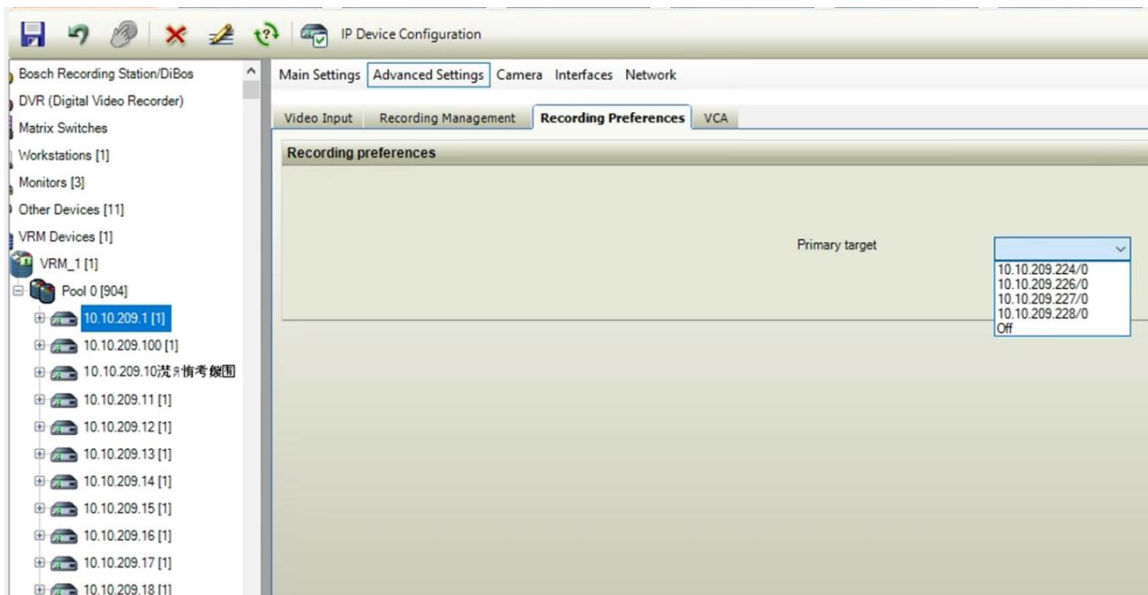 IP Device Configuration
Bosch Recording Station/DiBos
DVR (Digital Video Recorder)
Matrix Switches
Workstations [1]
Monitors [3]
Other Devices [11]
VRM Devices [1]
VRM_1 [1]
Pool 0 [904]
10.10.209.1 [1]
10.10.209.100 [1]
10.10.209.10
10.10.209.11 [1]
10.10.209.12 [1]
10.10.209.13 [1]
10.10.209.14 [1]
10.10.209.15 [1]
10.10.209.16 [1]
10.10.209.17 [1]
10.10.209.18 [1]
Main Settings Advanced Settings Camera Interfaces Network
Video Input Recording Management Recording Preferences VCA
Recording preferences
Primary target
10.10.209.224/0
10.10.209.226/0
10.10.209.227/0
10.10.209.228/0
Off